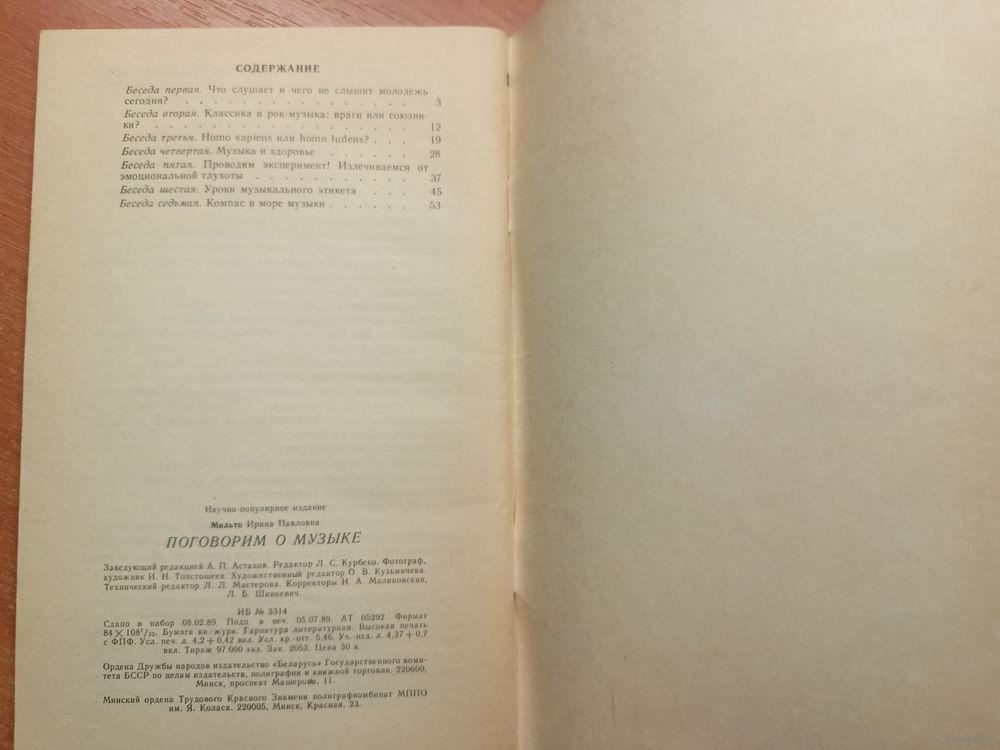 СОДЕРЖАНИЕ
Беседа первая. Что слушает и чего не слышит молодежь
сегодня? . . . . . . . . . . . . . . . . 3
Беседа вторая. Классика и рок-музыка: враги или союзни-
ки? . . . . . . . . . . . . . . . . . . 12
Беседа третья. Homo sapiens или homo ludens? . . . 19
Беседа четвертая. Музыка и здоровье . . . . . . 28
Беседа пятая. Проводим эксперимент! Излечиваемся от
эмоциональной глухоты . . . . . . . . . . . 37
Беседа шестая. Уроки музыкального этикета . . . 45
Беседа седьмая. Компас в море музыки . . . . . . 53
Научно-популярное издание
Мильто Ирина Павловна
ПОГОВОРИМ О МУЗЫКЕ
Заведующий редакцией А. П. Астахов. Редактор Л. С. Курбеко. Фотограф,
художник И. Н. Толстошеев. Художественный редактор О. В. Кузьмичева.
Технический редактор Л. Л. Мастерова. Корректоры И. А. Малиновская,
Л. Б. Шинкевич.
ИБ № 3314
Сдано в набор 08.02.89. Подп. в печ. 05.07.89. АТ 05292. Формат
84×108¹/₃₂. Бумага кн.-журн. Гарнитура литературная. Высокая печать
с ФПФ. Усл. печ. л. 4,2+0,42 вкл. Усл. кр.-отт. 5,46. Уч.-изд. л. 4,37+0,7
вкл. Тираж 97 000 экз. Зак. 2053. Цена 30 к.
Ордена Дружбы народов издательство «Беларусь» Государственного коми-
тета БССР по делам издательств, полиграфии и книжной торговли. 220600,
Минск, проспект Машерова, 11.
Минский ордена Трудового Красного Знамени полиграфкомбинат МППО
им. Я. Коласа. 220005, Минск, Красная, 23.